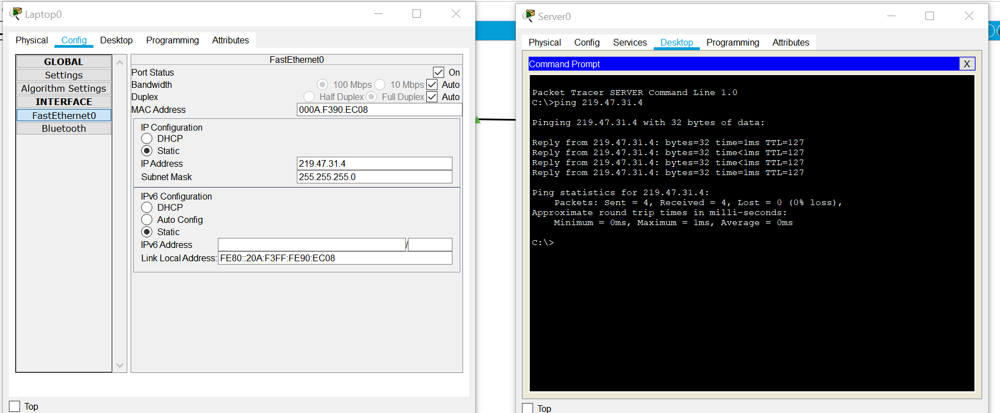 Laptop0
Physical Config Desktop Programming Attributes
GLOBAL
Settings
Algorithm Settings
INTERFACE
FastEthernet0
Bluetooth
FastEthernet0
Port Status On
Bandwidth 100 Mbps 10 Mbps Auto
Duplex Half Duplex Full Duplex Auto
MAC Address 000A.F390.EC08
IP Configuration
DHCP
Static
IP Address 219.47.31.4
Subnet Mask 255.255.255.0
IPv6 Configuration
DHCP
Auto Config
Static
IPv6 Address /
Link Local Address: FE80::20A:F3FF:FE90:EC08
Top
Server0
Physical Config Services Desktop Programming Attributes
Command Prompt X
Packet Tracer SERVER Command Line 1.0
C:\>ping 219.47.31.4
Pinging 219.47.31.4 with 32 bytes of data:
Reply from 219.47.31.4: bytes=32 time=1ms TTL=127
Reply from 219.47.31.4: bytes=32 time<1ms TTL=127
Reply from 219.47.31.4: bytes=32 time<1ms TTL=127
Reply from 219.47.31.4: bytes=32 time=1ms TTL=127
Ping statistics for 219.47.31.4:
Packets: Sent = 4, Received = 4, Lost = 0 (0% loss),
Approximate round trip times in milli-seconds:
Minimum = 0ms, Maximum = 1ms, Average = 0ms
C:\>
Top